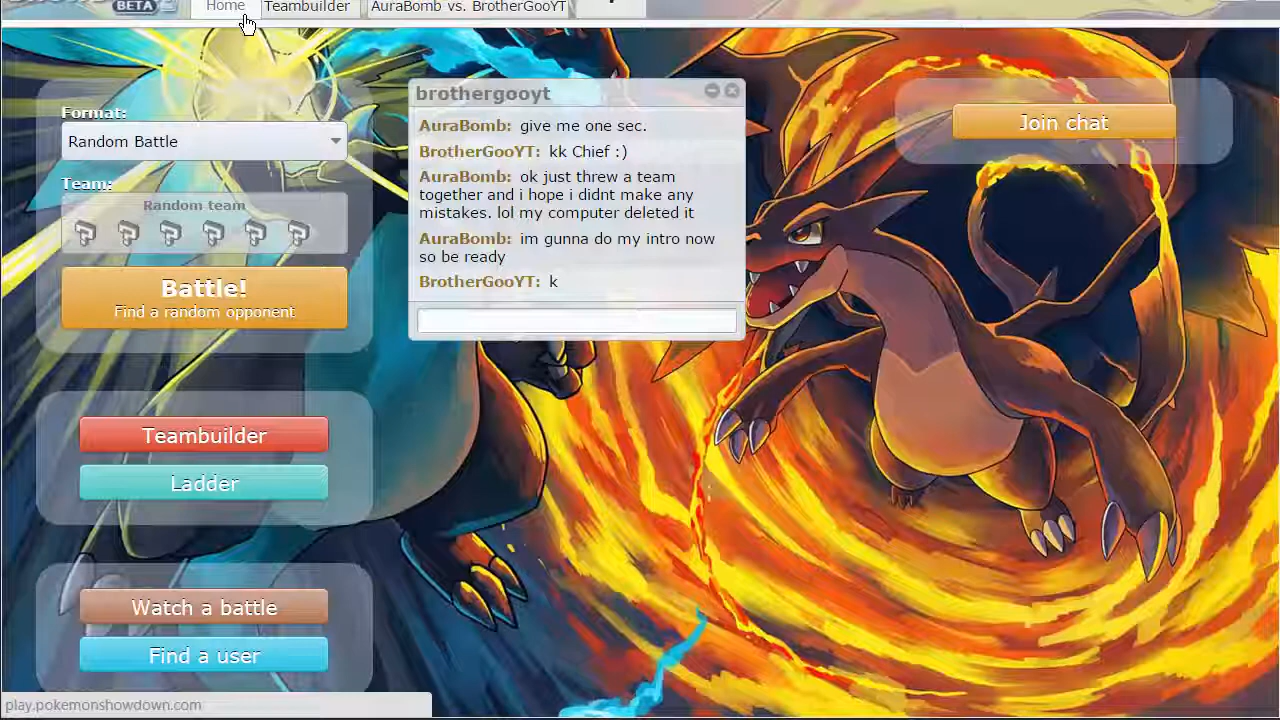 BETA
Home
Teambuilder
AuraBomb vs. BrotherGooYT
Format:
Random Battle
Team:
Random team
Battle!
Find a random opponent
Teambuilder
Ladder
Watch a battle
Find a user
brothergooyt
AuraBomb: give me one sec.
BrotherGooYT: kk Chief :)
AuraBomb: ok just threw a team
together and i hope i didnt make any
mistakes. lol my computer deleted it
AuraBomb: im gunna do my intro now
so be ready
BrotherGooYT: k
Join chat
play.pokemonshowdown.com